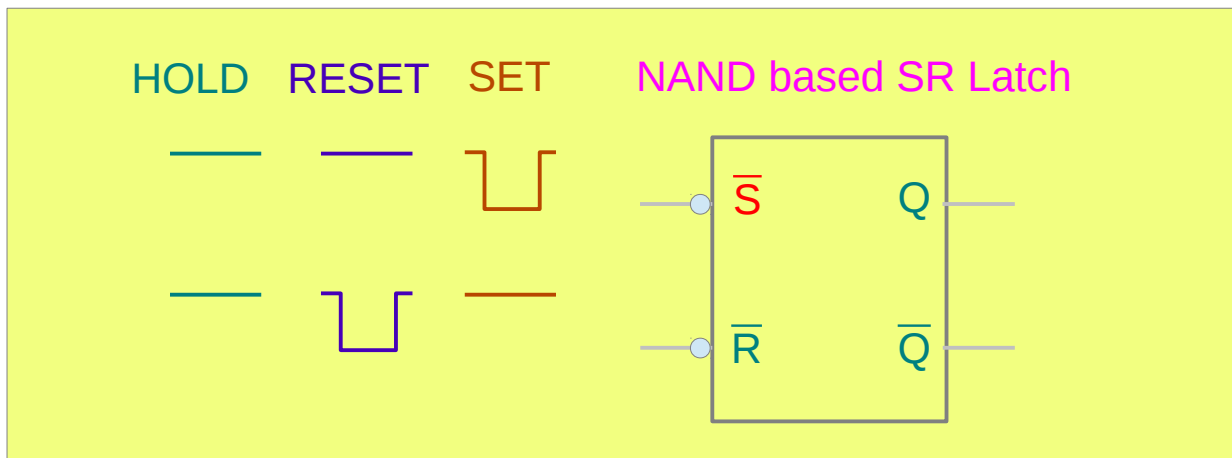 HOLD RESET SET NAND based SR Latch
S̅ Q
R̅ Q̅